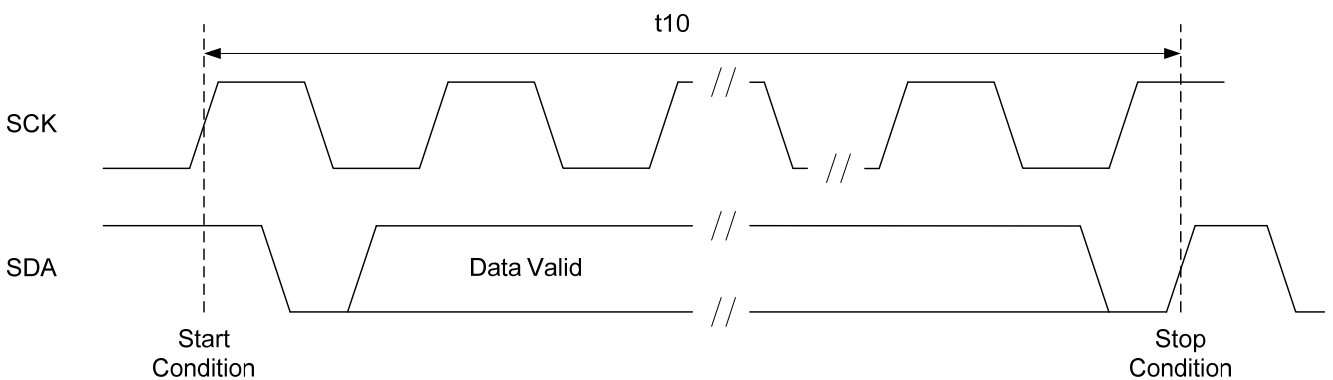 t10
SCK
SDA
Data Valid
Start
Condition
Stop
Condition